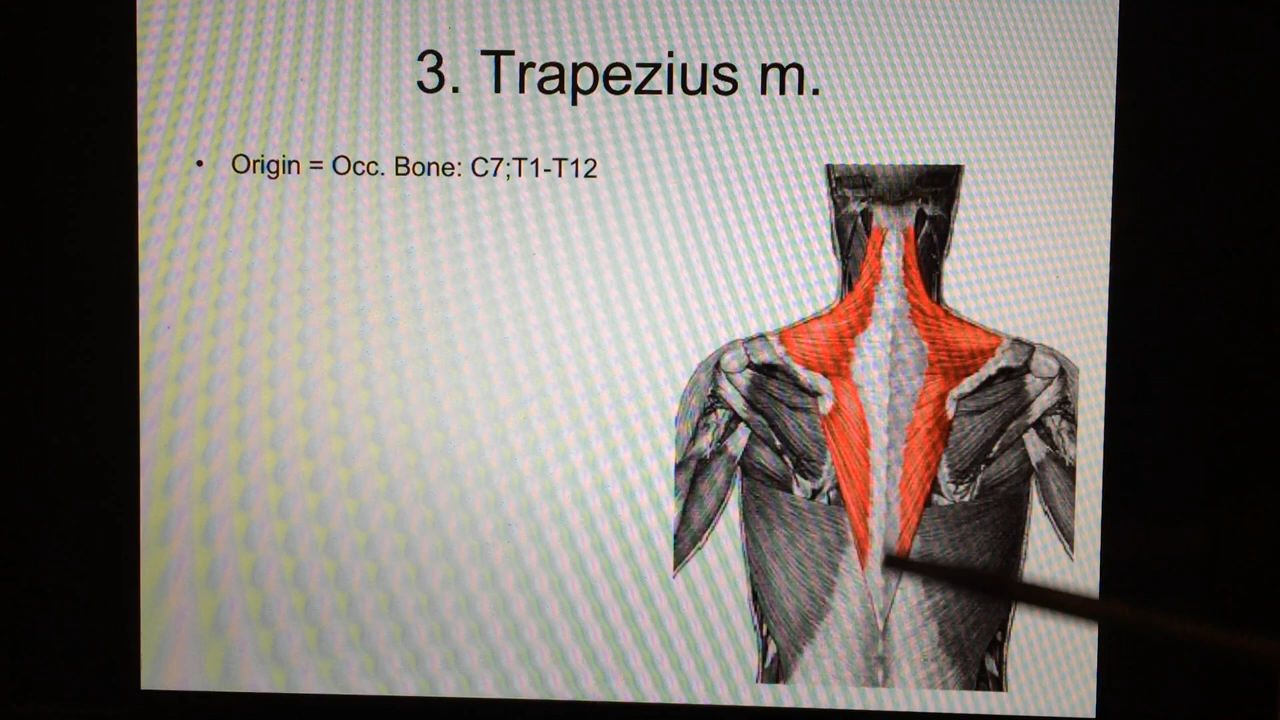 3. Trapezius m.
• Origin = Occ. Bone: C7;T1-T12